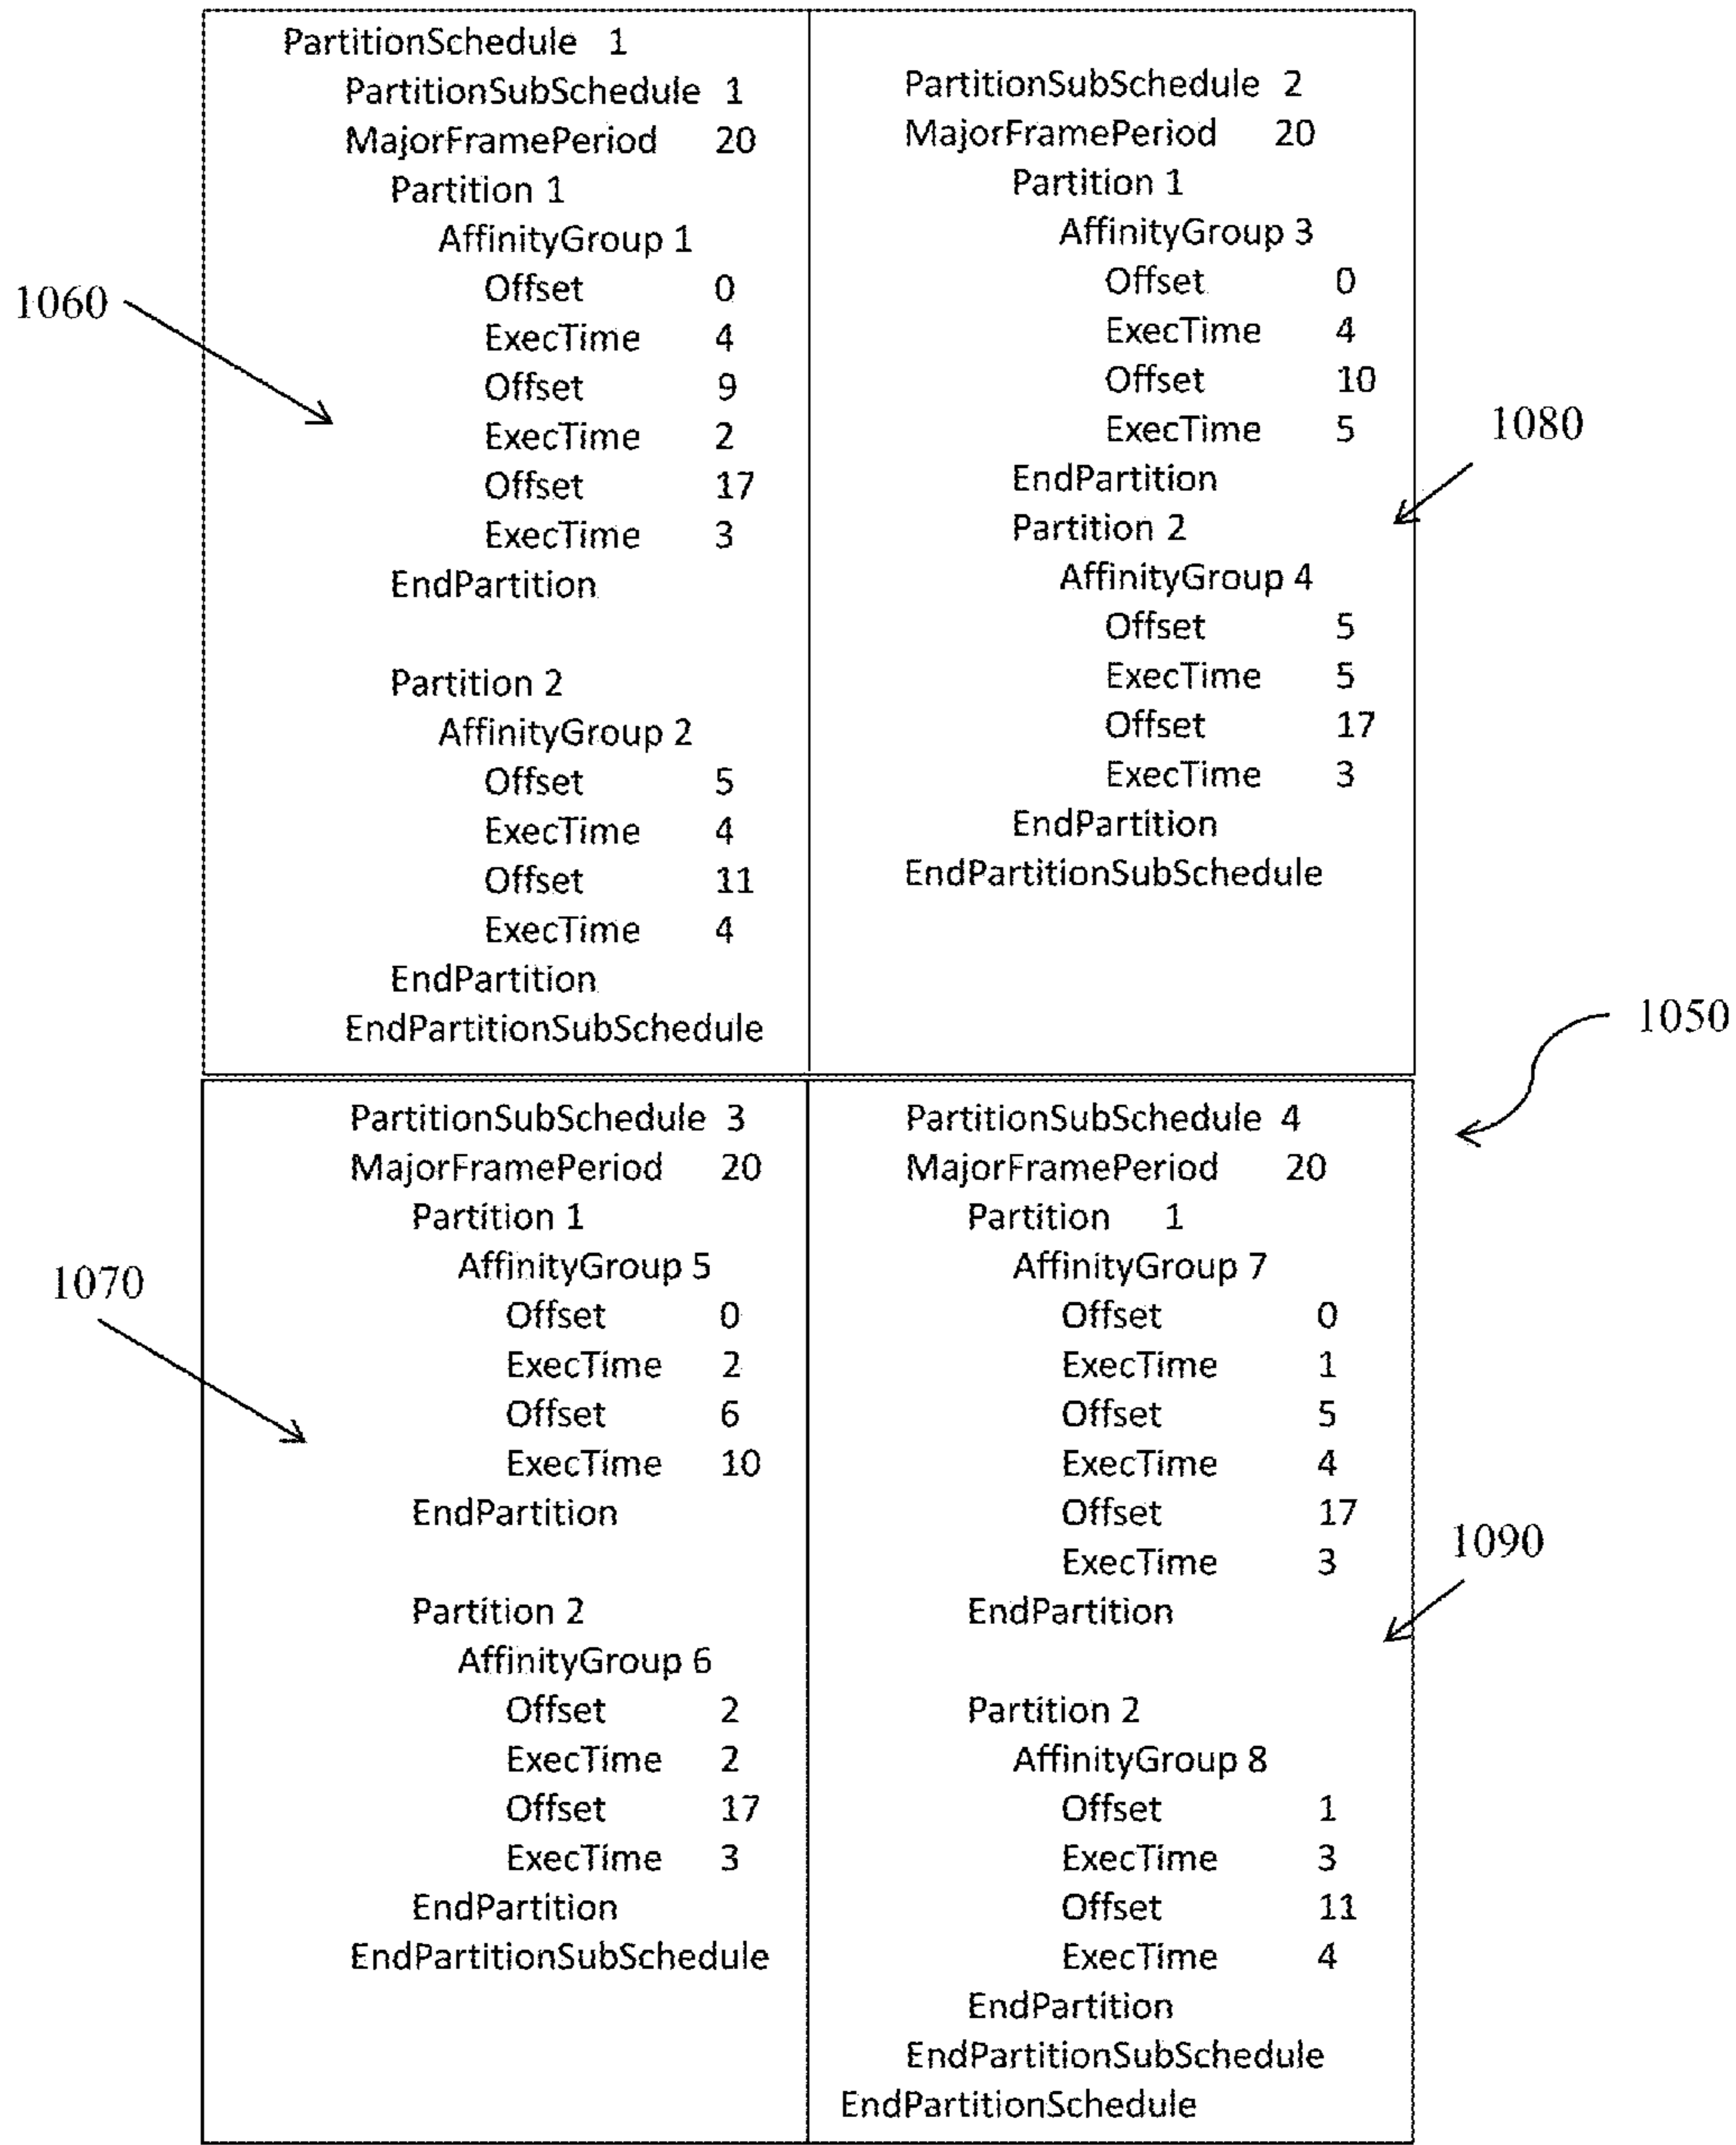 PartitionSchedule 1
PartitionSubSchedule 1
MajorFramePeriod 20
Partition 1
AffinityGroup 1
Offset 0
ExecTime 4
Offset 9
ExecTime 2
Offset 17
ExecTime 3
EndPartition
Partition 2
AffinityGroup 2
Offset 5
ExecTime 4
Offset 11
ExecTime 4
EndPartition
EndPartitionSubSchedule
1060
PartitionSubSchedule 2
MajorFramePeriod 20
Partition 1
AffinityGroup 3
Offset 0
ExecTime 4
Offset 10
ExecTime 5
EndPartition
Partition 2
AffinityGroup 4
Offset 5
ExecTime 5
Offset 17
ExecTime 3
EndPartition
EndPartitionSubSchedule
1080
1050
PartitionSubSchedule 3
MajorFramePeriod 20
Partition 1
AffinityGroup 5
Offset 0
ExecTime 2
Offset 6
ExecTime 10
EndPartition
Partition 2
AffinityGroup 6
Offset 2
ExecTime 2
Offset 17
ExecTime 3
EndPartition
EndPartitionSubSchedule
1070
PartitionSubSchedule 4
MajorFramePeriod 20
Partition 1
AffinityGroup 7
Offset 0
ExecTime 1
Offset 5
ExecTime 4
Offset 17
ExecTime 3
EndPartition
Partition 2
AffinityGroup 8
Offset 1
ExecTime 3
Offset 11
ExecTime 4
EndPartition
EndPartitionSubSchedule
EndPartitionSchedule
1090